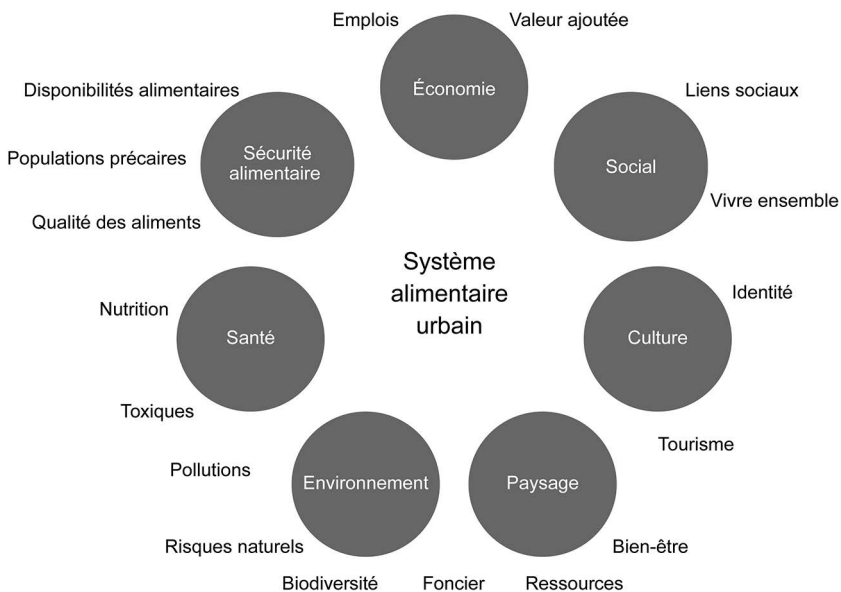 Emplois
Valeur ajoutée
Économie
Disponibilités alimentaires
Liens sociaux
Sécurité
alimentaire
Populations précaires
Social
Vivre ensemble
Qualité des aliments
Système
alimentaire
urbain
Identité
Nutrition
Santé
Culture
Toxiques
Tourisme
Pollutions
Environnement
Paysage
Risques naturels
Bien-être
Biodiversité
Foncier
Ressources